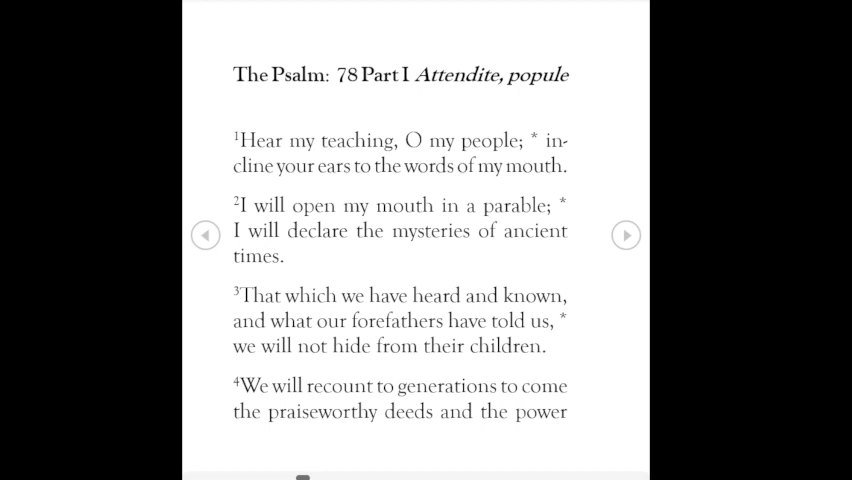 The Psalm: 78 Part I Attendite, popule
¹Hear my teaching, O my people; * in-
cline your ears to the words of my mouth.
²I will open my mouth in a parable; *
I will declare the mysteries of ancient
times.
³That which we have heard and known,
and what our forefathers have told us, *
we will not hide from their children.
⁴We will recount to generations to come
the praiseworthy deeds and the power